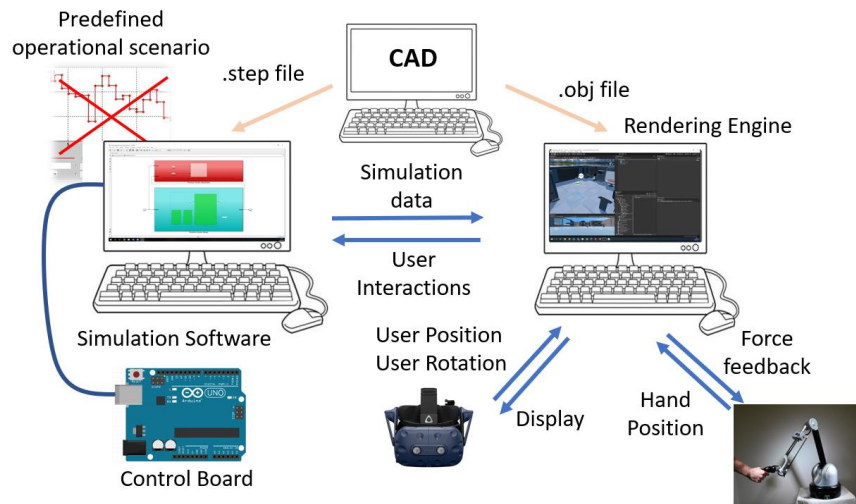 Predefined
operational scenario
CAD
.step file
.obj file
Rendering Engine
Simulation
data
User
Interactions
Simulation Software
User Position
User Rotation
Force
feedback
Display
Hand
Position
UNO
Arduino
Control Board